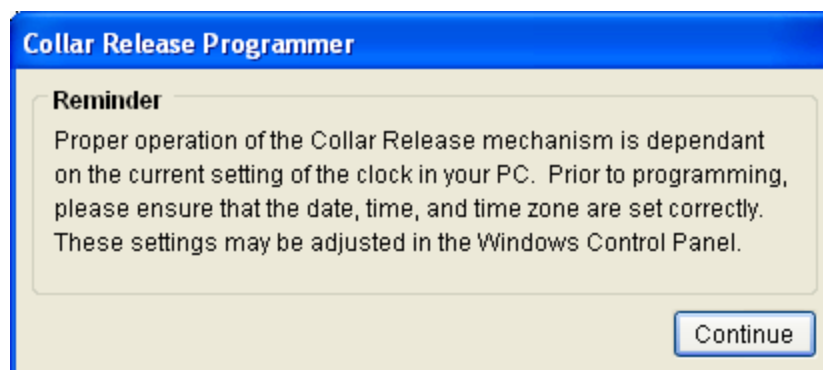 Collar Release Programmer
Reminder
Proper operation of the Collar Release mechanism is dependant
on the current setting of the clock in your PC.  Prior to programming,
please ensure that the date, time, and time zone are set correctly.
These settings may be adjusted in the Windows Control Panel.
Continue